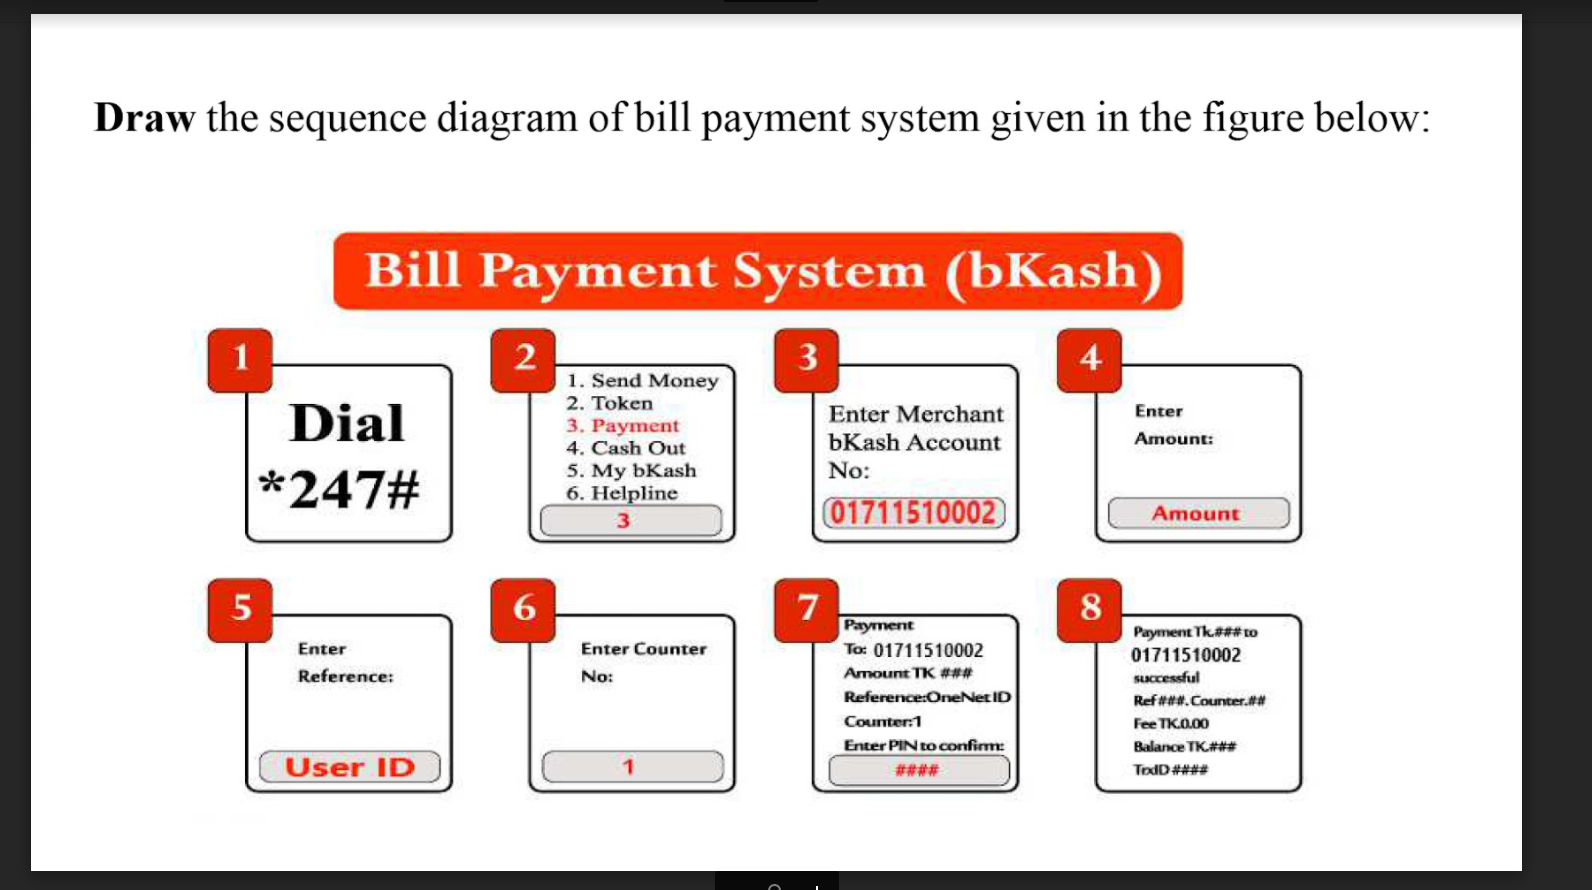 Draw the sequence diagram of bill payment system given in the figure below:
Bill Payment System (bKash)
1
Dial
*247#
2
1. Send Money
2. Token
3. Payment
4. Cash Out
5. My bKash
6. Helpline
3
3
Enter Merchant
bKash Account
No:
01711510002
4
Enter
Amount:
Amount
5
Enter
Reference:
User ID
6
Enter Counter
No:
1
7
Payment
To: 01711510002
Amount TK ###
Reference:OneNet ID
Counter:1
Enter PIN to confirm:
####
8
Payment Tk.### to
01711510002
successful
Ref ###. Counter.##
Fee TK.0.00
Balance TK.###
TrxID ####